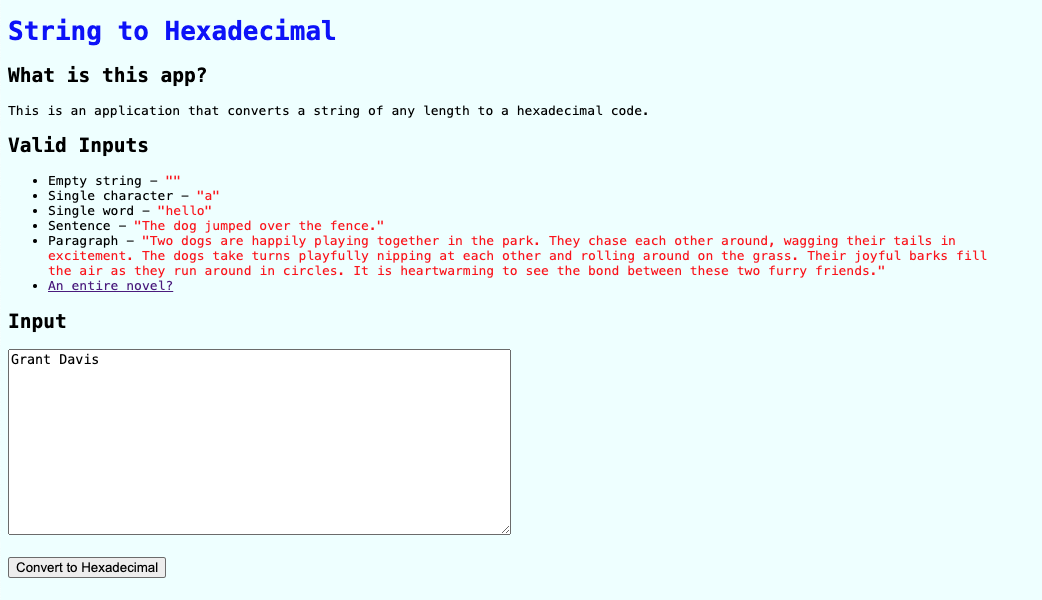 String to Hexadecimal
What is this app?
This is an application that converts a string of any length to a hexadecimal code.
Valid Inputs
• Empty string – ""
• Single character – "a"
• Single word – "hello"
• Sentence – "The dog jumped over the fence."
• Paragraph – "Two dogs are happily playing together in the park. They chase each other around, wagging their tails in
excitement. The dogs take turns playfully nipping at each other and rolling around on the grass. Their joyful barks fill
the air as they run around in circles. It is heartwarming to see the bond between these two furry friends."
• An entire novel?
Input
Grant Davis
Convert to Hexadecimal